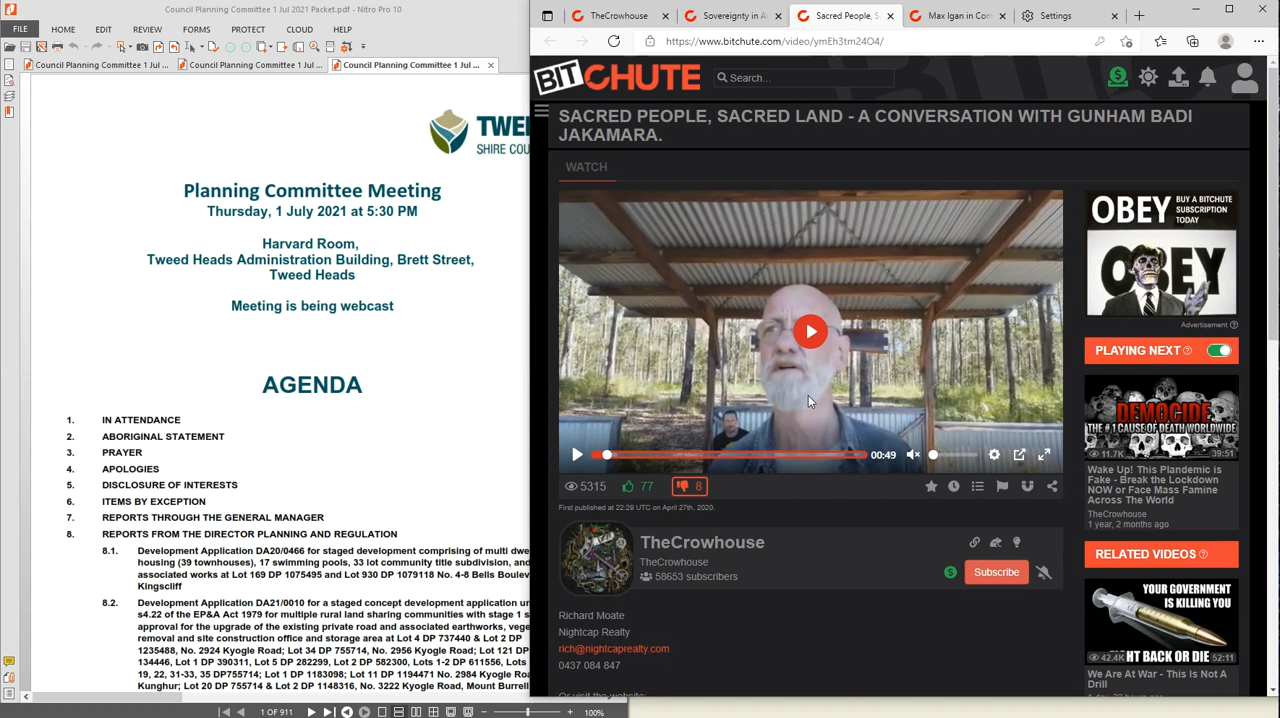 Council Planning Committee 1 Jul 2021 Packet.pdf - Nitro Pro 10
FILE HOME EDIT REVIEW FORMS PROTECT CLOUD HELP
Council Planning Committee 1 Jul ... Council Planning Committee 1 Jul ... Council Planning Committee 1 Jul ...
TWEED
SHIRE COU
Planning Committee Meeting
Thursday, 1 July 2021 at 5:30 PM
Harvard Room,
Tweed Heads Administration Building, Brett Street,
Tweed Heads
Meeting is being webcast
AGENDA
1. IN ATTENDANCE
2. ABORIGINAL STATEMENT
3. PRAYER
4. APOLOGIES
5. DISCLOSURE OF INTERESTS
6. ITEMS BY EXCEPTION
7. REPORTS THROUGH THE GENERAL MANAGER
8. REPORTS FROM THE DIRECTOR PLANNING AND REGULATION
8.1. Development Application DA20/0466 for staged development comprising of multi dwe
housing (39 townhouses), 17 swimming pools, 33 lot community title subdivision, and
associated works at Lot 169 DP 1075495 and Lot 930 DP 1079118 No. 4-8 Bells Boulev
Kingscliff
8.2. Development Application DA21/0010 for a staged concept development application un
s4.22 of the EP&A Act 1979 for multiple rural land sharing communities with stage 1 s
approval for the upgrade of the existing private road and associated earthworks, vege
removal and site construction office and storage area at Lot 4 DP 737440 & Lot 2 DP
1235488, No. 2924 Kyogle Road; Lot 34 DP 755714, No. 2956 Kyogle Road; Lot 121 DP
134446, Lot 1 DP 390311, Lot 5 DP 282299, Lot 2 DP 582300, Lots 1-2 DP 611556, Lots
19, 22, 31-33, 35 DP755714; Lot 1 DP 1183098; Lot 11 DP 1194471 No. 2984 Kyogle Road
Kunghur; Lot 20 DP 755714 & Lot 2 DP 1148316, No. 3222 Kyogle Road, Mount Burrell
1 OF 911 100%
TheCrowhouse Sovereignty in Au Sacred People, S Max Igan in Con Settings
https://www.bitchute.com/video/ymEh3tm24O4/
BITCHUTE
Search...
SACRED PEOPLE, SACRED LAND - A CONVERSATION WITH GUNHAM BADI
JAKAMARA.
WATCH
00:49
5315 77 8
First published at 22:29 UTC on April 27th, 2020.
TheCrowhouse
TheCrowhouse
58653 subscribers
Subscribe
Richard Moate
Nightcap Realty
rich@nightcaprealty.com
0437 084 847
Or visit the website:
OBEY BUY A BITCHUTE
SUBSCRIPTION
TODAY
OBEY
Advertisement
PLAYING NEXT
DEMOCIDE
THE #1 CAUSE OF DEATH WORLDWIDE
11.7K 39:51
Wake Up! This Plandemic is
Fake - Break the Lockdown
NOW or Face Mass Famine
Across The World
TheCrowhouse
1 year, 2 months ago
RELATED VIDEOS
YOUR GOVERNMENT
IS KILLING YOU
HT BACK OR DIE
42.4K 52:11
We Are At War - This Is Not A
Drill